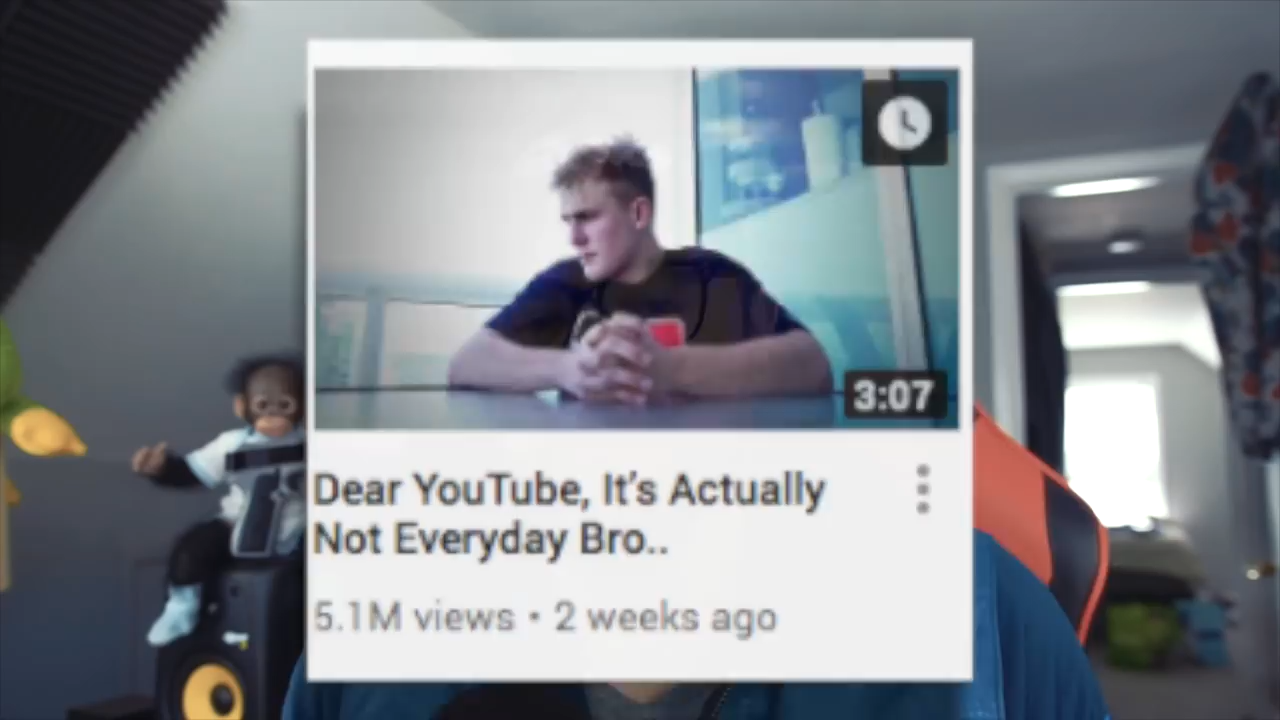 3:07
Dear YouTube, It's Actually
Not Everyday Bro..
5.1M views • 2 weeks ago